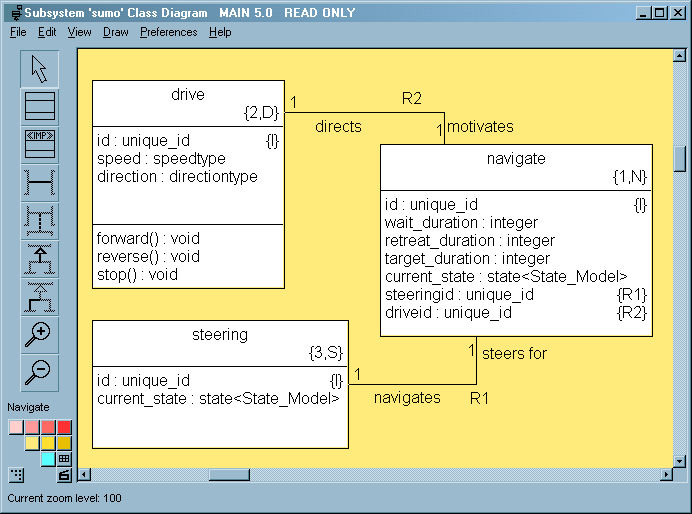 Subsystem 'sumo' Class Diagram MAIN 5.0 READ ONLY
File Edit View Draw Preferences Help
<<IMP>>
drive
{2,D}
id : unique_id {I}
speed : speedtype
direction : directiontype
forward() : void
reverse() : void
stop() : void
1
R2
directs
1
motivates
navigate
{1,N}
id : unique_id {I}
wait_duration : integer
retreat_duration : integer
target_duration : integer
current_state : state<State_Model>
steeringid : unique_id {R1}
driveid : unique_id {R2}
steering
{3,S}
id : unique_id {I}
current_state : state<State_Model>
1
steers for
1
navigates
R1
Navigate
Current zoom level: 100